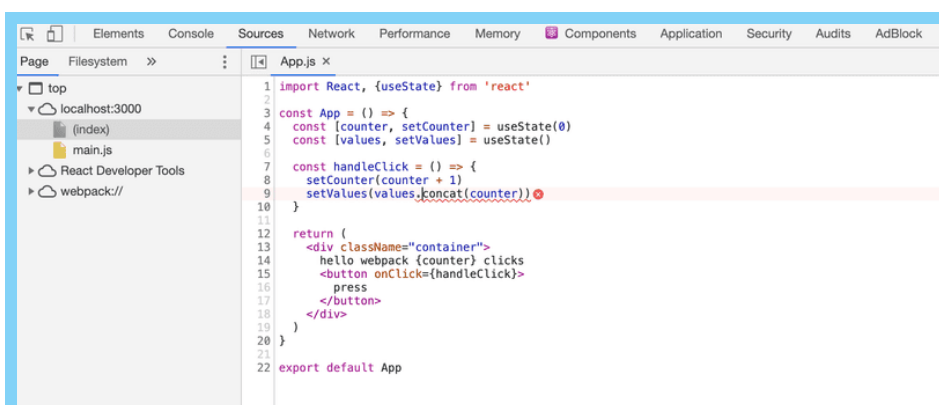 Elements Console Sources Network Performance Memory Components Application Security Audits AdBlock
Page Filesystem » App.js ×
top
localhost:3000
(index)
main.js
React Developer Tools
webpack://
1 import React, {useState} from 'react'
2
3 const App = () => {
4 const [counter, setCounter] = useState(0)
5 const [values, setValues] = useState()
6
7 const handleClick = () => {
8 setCounter(counter + 1)
9 setValues(values.concat(counter))
10 }
11
12 return (
13 <div className="container">
14 hello webpack {counter} clicks
15 <button onClick={handleClick}>
16 press
17 </button>
18 </div>
19 )
20 }
21
22 export default App